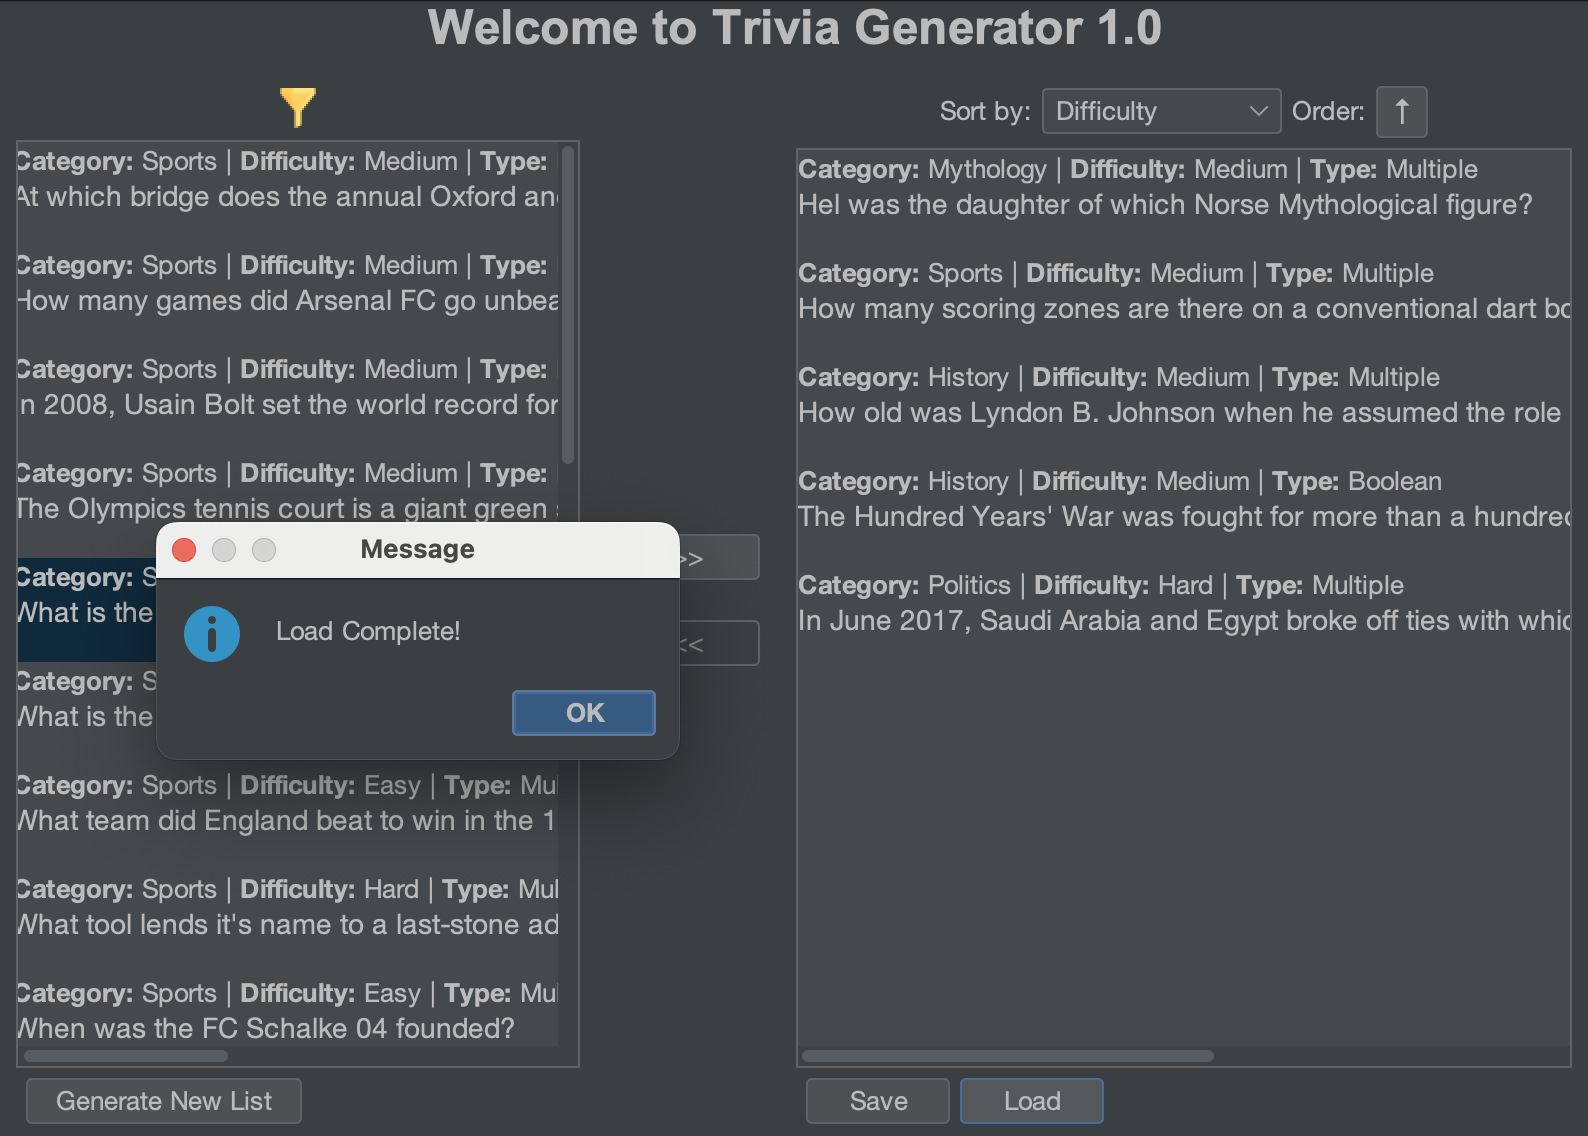 Welcome to Trivia Generator 1.0
Sort by: Difficulty Order: ↑
Category: Sports | Difficulty: Medium | Type:
At which bridge does the annual Oxford
Category: Sports | Difficulty: Medium | Type:
How many games did Arsenal FC go
Category: Sports | Difficulty: Medium | Type:
In 2008, Usain Bolt set the world record for
Category: Sports | Difficulty: Medium | Type:
The Olympics tennis court is a giant green
Category:
What is the
Category:
What is the
Category: Sports | Difficulty: Easy | Type:
What team did England beat to win in the
Category: Sports | Difficulty: Hard | Type:
What tool lends it's name to a last-stone
Category: Sports | Difficulty: Easy | Type:
When was the FC Schalke 04 founded?
Generate New List
Message
Load Complete!
OK
>>
<<
Category: Mythology | Difficulty: Medium | Type: Multiple
Hel was the daughter of which Norse Mythological figure?
Category: Sports | Difficulty: Medium | Type: Multiple
How many scoring zones are there on a conventional dart
Category: History | Difficulty: Medium | Type: Multiple
How old was Lyndon B. Johnson when he assumed the role
Category: History | Difficulty: Medium | Type: Boolean
The Hundred Years' War was fought for more than a
Category: Politics | Difficulty: Hard | Type: Multiple
In June 2017, Saudi Arabia and Egypt broke off ties with
Save
Load